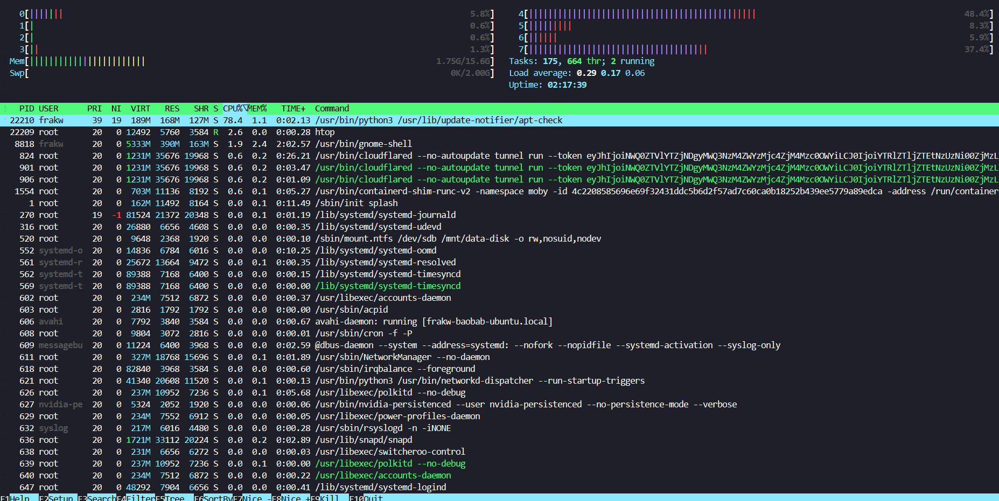 0[||||||| 5.8%] 4[||||||||||||||||||||||||||||||||||||||||||||||| 48.4%]
1[| 0.6%] 5[||||||||| 8.3%]
2[| 0.6%] 6[|||||| 5.9%]
3[|| 1.3%] 7[||||||||||||||||||||||||||||||||||||| 37.4%]
Mem[|||||||||||||||||||||||| 1.75G/15.6G] Tasks: 175, 664 thr; 2 running
Swp[ 0K/2.00G] Load average: 0.29 0.17 0.06
Uptime: 02:17:39
PID USER PRI NI VIRT RES SHR S CPU%▽MEM% TIME+ Command
22210 frakw 39 19 189M 168M 127M S 78.4 1.1 0:02.13 /usr/bin/python3 /usr/lib/update-notifier/apt-check
22209 root 20 0 12492 5760 3584 R 2.6 0.0 0:00.28 htop
8818 frakw 20 0 5333M 390M 163M S 1.9 2.4 2:02.57 /usr/bin/gnome-shell
824 root 20 0 1231M 35676 19968 S 0.6 0.2 0:26.21 /usr/bin/cloudflared --no-autoupdate tunnel run --token eyJhIjoiNWQ0ZTVlYTZjNDgyMWQ3NzM4ZWYzMjc4ZjM4Mzc0OWYiLCJ0IjoiYTRlZTljZTEtNzUzNi00ZjMzL
901 root 20 0 1231M 35676 19968 S 0.6 0.2 0:03.47 /usr/bin/cloudflared --no-autoupdate tunnel run --token eyJhIjoiNWQ0ZTVlYTZjNDgyMWQ3NzM4ZWYzMjc4ZjM4Mzc0OWYiLCJ0IjoiYTRlZTljZTEtNzUzNi00ZjMzL
906 root 20 0 1231M 35676 19968 S 0.6 0.2 0:01.09 /usr/bin/cloudflared --no-autoupdate tunnel run --token eyJhIjoiNWQ0ZTVlYTZjNDgyMWQ3NzM4ZWYzMjc4ZjM4Mzc0OWYiLCJ0IjoiYTRlZTljZTEtNzUzNi00ZjMzL
1554 root 20 0 703M 11136 8192 S 0.6 0.1 0:05.27 /usr/bin/containerd-shim-runc-v2 -namespace moby -id 4c2208585696e69f32431ddc5b6d2f57ad7c60ca0b18252b439ee5779a89edca -address /run/container
1 root 20 0 162M 11492 8164 S 0.0 0.1 0:11.49 /sbin/init splash
270 root 19 -1 81524 21372 20348 S 0.0 0.1 0:01.19 /lib/systemd/systemd-journald
316 root 20 0 26880 6656 4608 S 0.0 0.0 0:00.35 /lib/systemd/systemd-udevd
520 root 20 0 9648 2368 1920 S 0.0 0.0 0:00.10 /sbin/mount.ntfs /dev/sdb /mnt/data-disk -o rw,nosuid,nodev
552 systemd-o 20 0 14836 6784 6016 S 0.0 0.0 0:10.25 /lib/systemd/systemd-oomd
561 systemd-r 20 0 25672 13664 9472 S 0.0 0.1 0:00.35 /lib/systemd/systemd-resolved
562 systemd-t 20 0 89388 7168 6400 S 0.0 0.0 0:00.15 /lib/systemd/systemd-timesyncd
569 systemd-t 20 0 89388 7168 6400 S 0.0 0.0 0:00.00 /lib/systemd/systemd-timesyncd
602 root 20 0 234M 7512 6872 S 0.0 0.0 0:00.37 /usr/libexec/accounts-daemon
603 root 20 0 2816 1792 1792 S 0.0 0.0 0:00.00 /usr/sbin/acpid
606 avahi 20 0 7792 3840 3584 S 0.0 0.0 0:00.67 avahi-daemon: running [frakw-baobab-ubuntu.local]
608 root 20 0 9804 3072 2816 S 0.0 0.0 0:00.01 /usr/sbin/cron -f -P
609 messagebu 20 0 11224 6400 3968 S 0.0 0.0 0:02.59 @dbus-daemon --system --address=systemd: --nofork --nopidfile --systemd-activation --syslog-only
611 root 20 0 327M 18768 15696 S 0.0 0.1 0:01.89 /usr/sbin/NetworkManager --no-daemon
618 root 20 0 82840 3968 3584 S 0.0 0.0 0:00.60 /usr/sbin/irqbalance --foreground
621 root 20 0 41340 20608 11520 S 0.0 0.1 0:00.13 /usr/bin/python3 /usr/bin/networkd-dispatcher --run-startup-triggers
626 root 20 0 237M 10952 7236 S 0.0 0.1 0:05.68 /usr/libexec/polkitd --no-debug
627 nvidia-pe 20 0 5324 2052 1920 S 0.0 0.0 0:00.06 /usr/bin/nvidia-persistenced --user nvidia-persistenced --no-persistence-mode --verbose
629 root 20 0 234M 7552 6912 S 0.0 0.0 0:00.05 /usr/libexec/power-profiles-daemon
632 syslog 20 0 217M 6016 4480 S 0.0 0.0 0:00.28 /usr/sbin/rsyslogd -n -iNONE
636 root 20 0 1721M 33112 20224 S 0.0 0.2 0:02.89 /usr/lib/snapd/snapd
638 root 20 0 231M 6656 6272 S 0.0 0.0 0:00.03 /usr/libexec/switcheroo-control
639 root 20 0 237M 10952 7236 S 0.0 0.1 0:00.00 /usr/libexec/polkitd --no-debug
640 root 20 0 234M 7512 6872 S 0.0 0.0 0:00.22 /usr/libexec/accounts-daemon
647 root 20 0 48292 7904 6656 S 0.0 0.0 0:00.41 /lib/systemd/systemd-logind
F1Help F2Setup F3SearchF4FilterF5Tree F6SortByF7Nice -F8Nice +F9Kill F10Quit